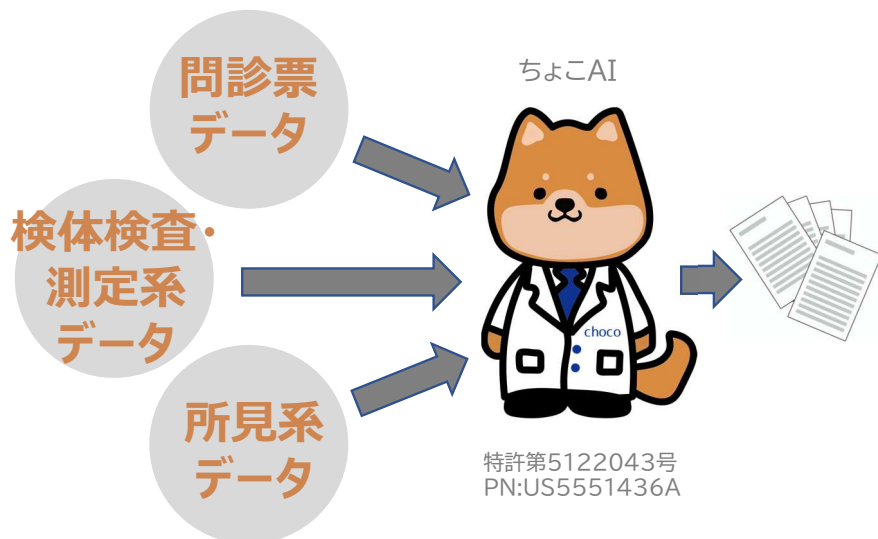 問診票
データ
ちょこAI
検体検査・
測定系
データ
choco
所見系
データ
特許第5122043号
PN:US5551436A